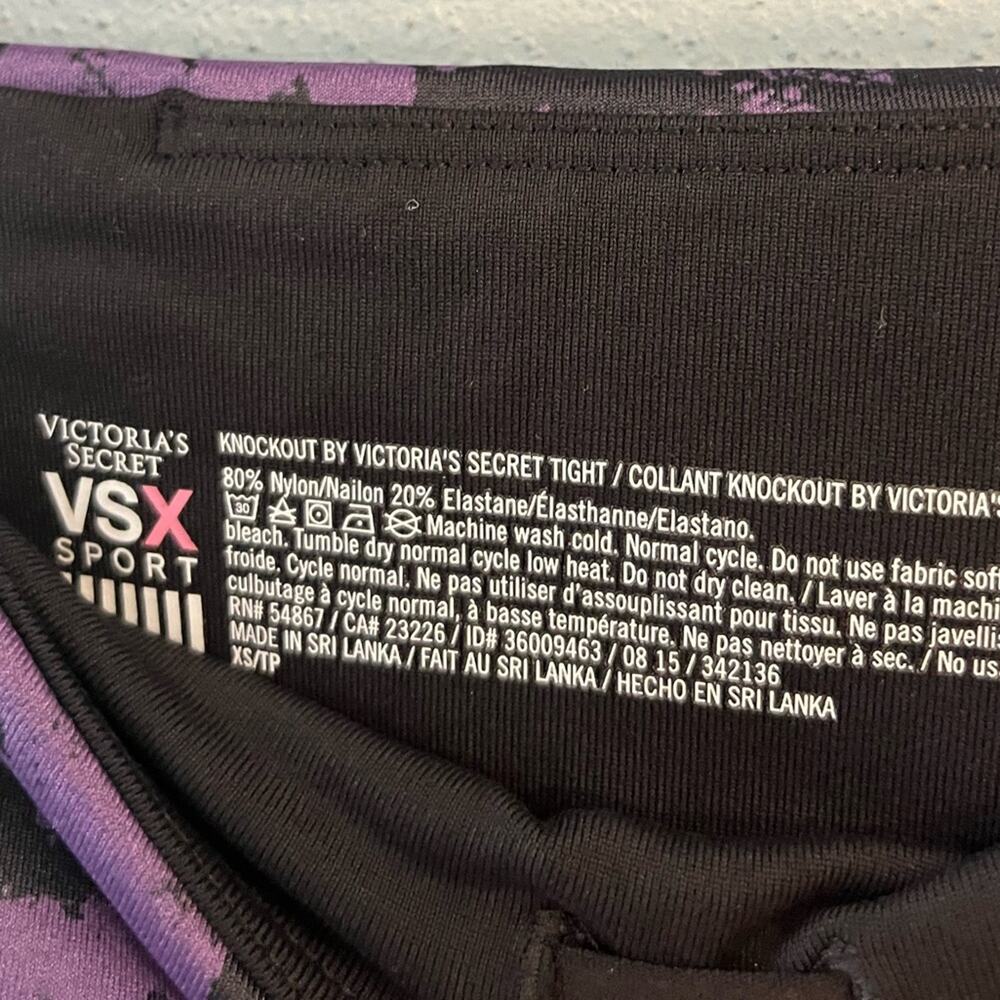 VICTORIA'S
SECRET
VSX
SPORT
KNOCKOUT BY VICTORIA'S SECRET TIGHT / COLLANT KNOCKOUT BY VICTORIA'
80% Nylon/Nailon 20% Elastane/Élasthanne/Elastano.
30 Machine wash cold. Normal cycle. Do not use fabric sof
bleach. Tumble dry normal cycle low heat. Do not dry clean. / Laver à la machi
froide. Cycle normal. Ne pas utiliser d'assouplissant pour tissu. Ne pas javelli
culbutage à cycle normal, à basse température. Ne pas nettoyer à sec. / No us
RN# 54867 / CA# 23226 / ID# 36009463 / 08 15 / 342136
MADE IN SRI LANKA / FAIT AU SRI LANKA / HECHO EN SRI LANKA
XS/TP